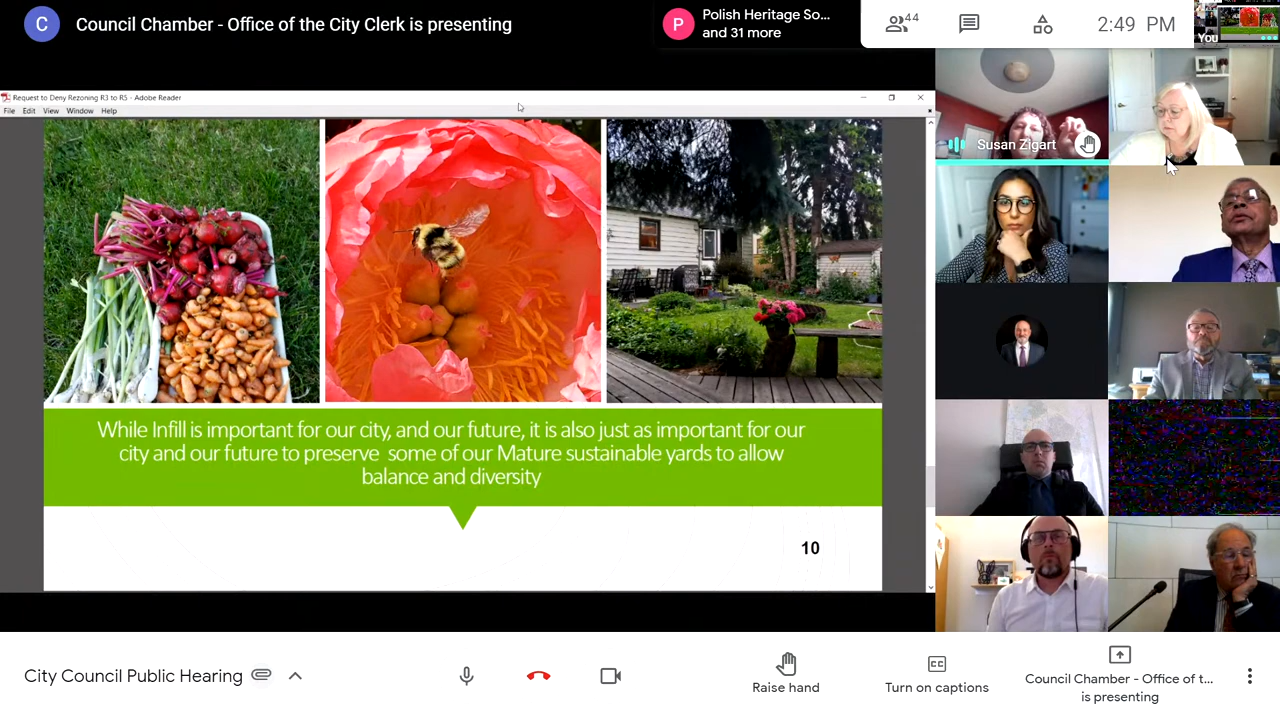 C
Council Chamber - Office of the City Clerk is presenting
P
Polish Heritage So...
and 31 more
44
2:49 PM
You
Request to Deny Rezoning R3 to R5 - Adobe Reader
File Edit View Window Help
Susan Zigart
While Infill is important for our city, and our future, it is also just as important for our
city and our future to preserve some of our Mature sustainable yards to allow
balance and diversity
10
City Council Public Hearing
Raise hand
CC
Turn on captions
Council Chamber - Office of t...
is presenting